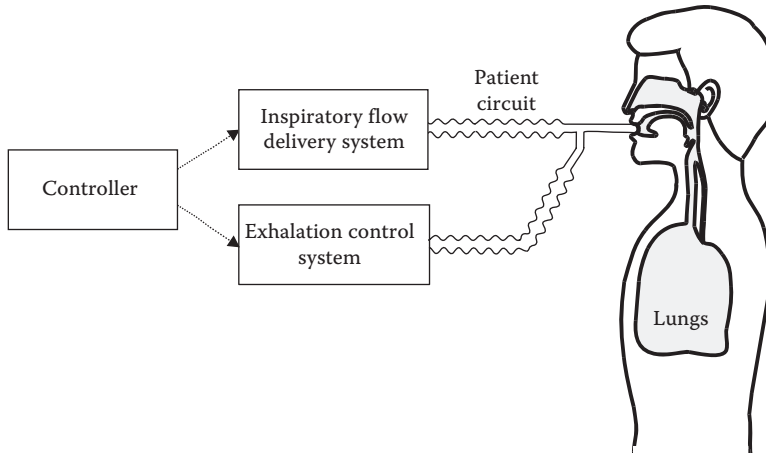 Patient
circuit
Inspiratory flow
delivery system
Controller
Exhalation control
system
Lungs